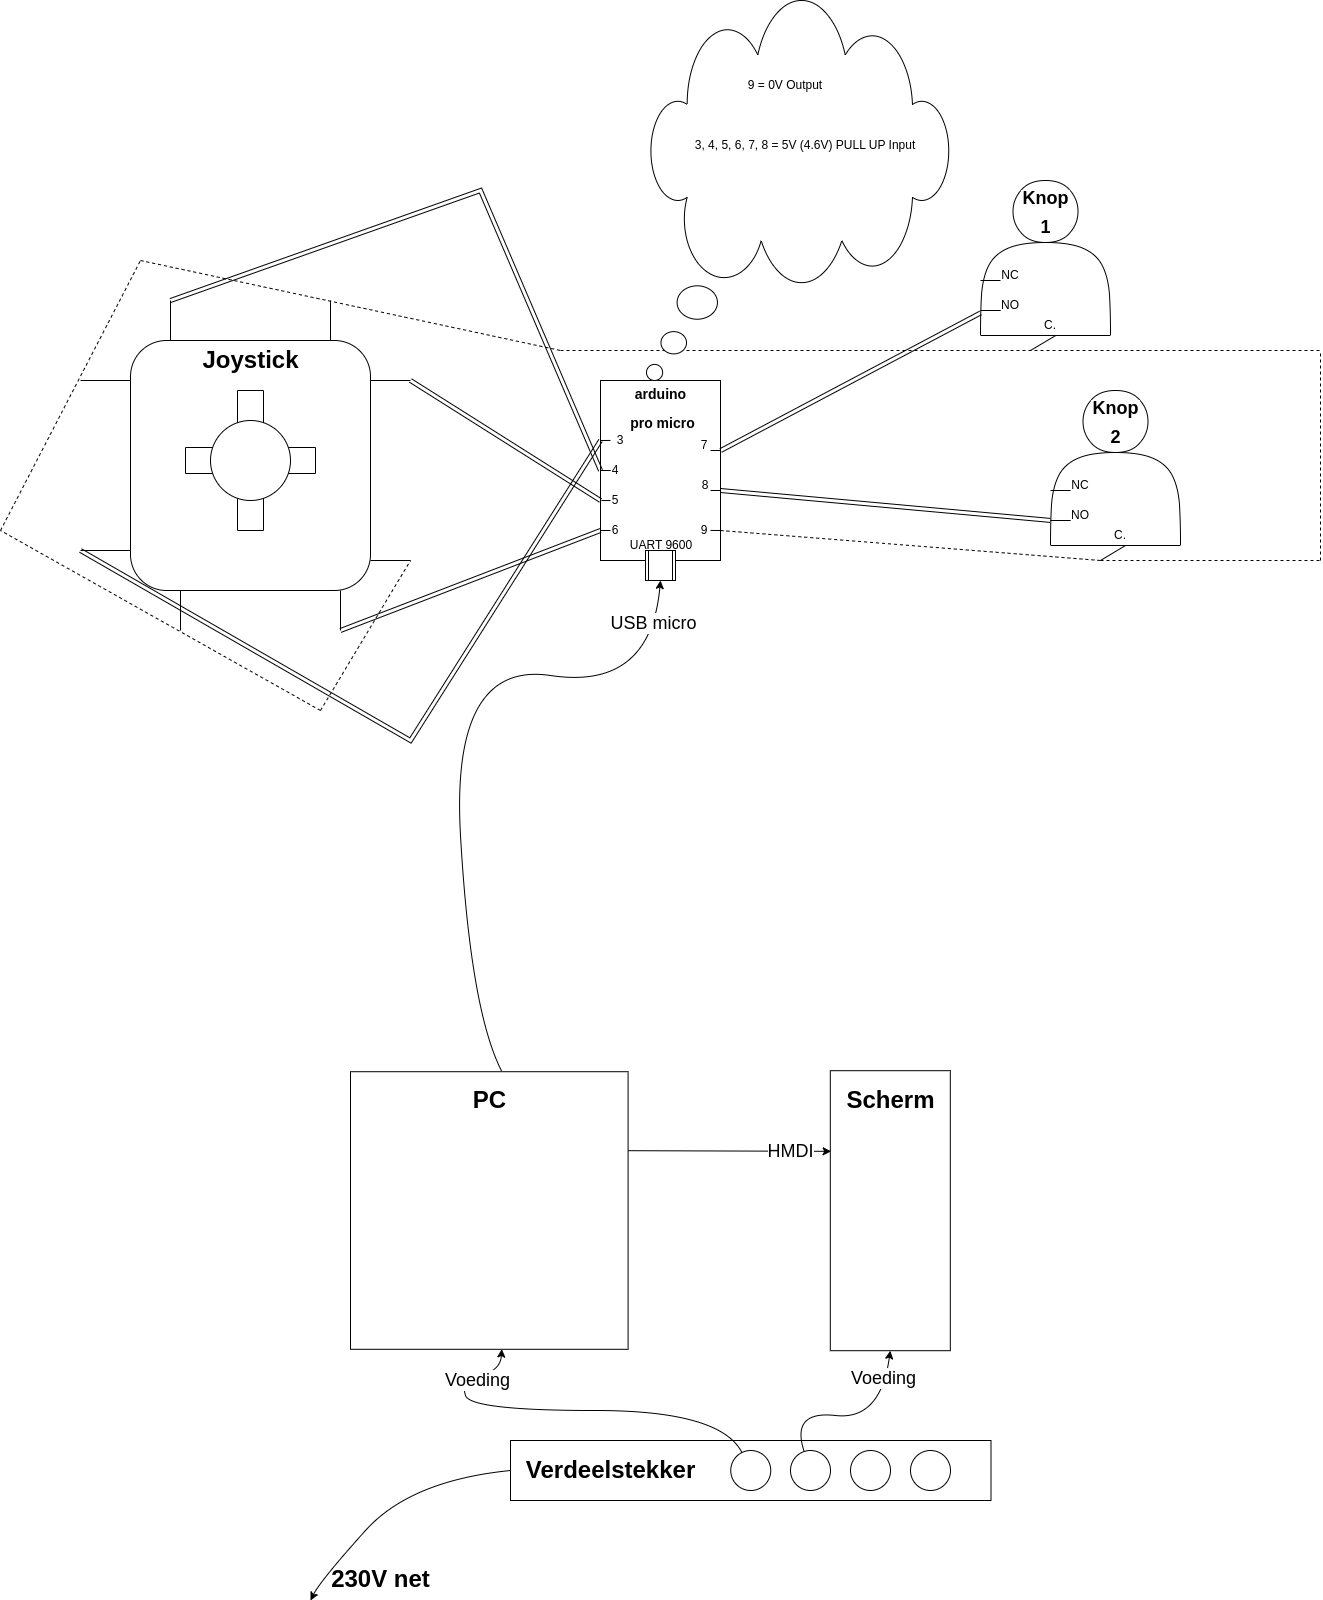 9 = 0V Output
3, 4, 5, 6, 7, 8 = 5V (4.6V) PULL UP Input
Knop
1
NC
NO
C.
Joystick
arduino
pro micro
3
4
5
6
7
8
9
UART 9600
Knop
2
NC
NO
C.
USB micro
PC
Scherm
HMDI
Voeding
Voeding
Verdeelstekker
230V net